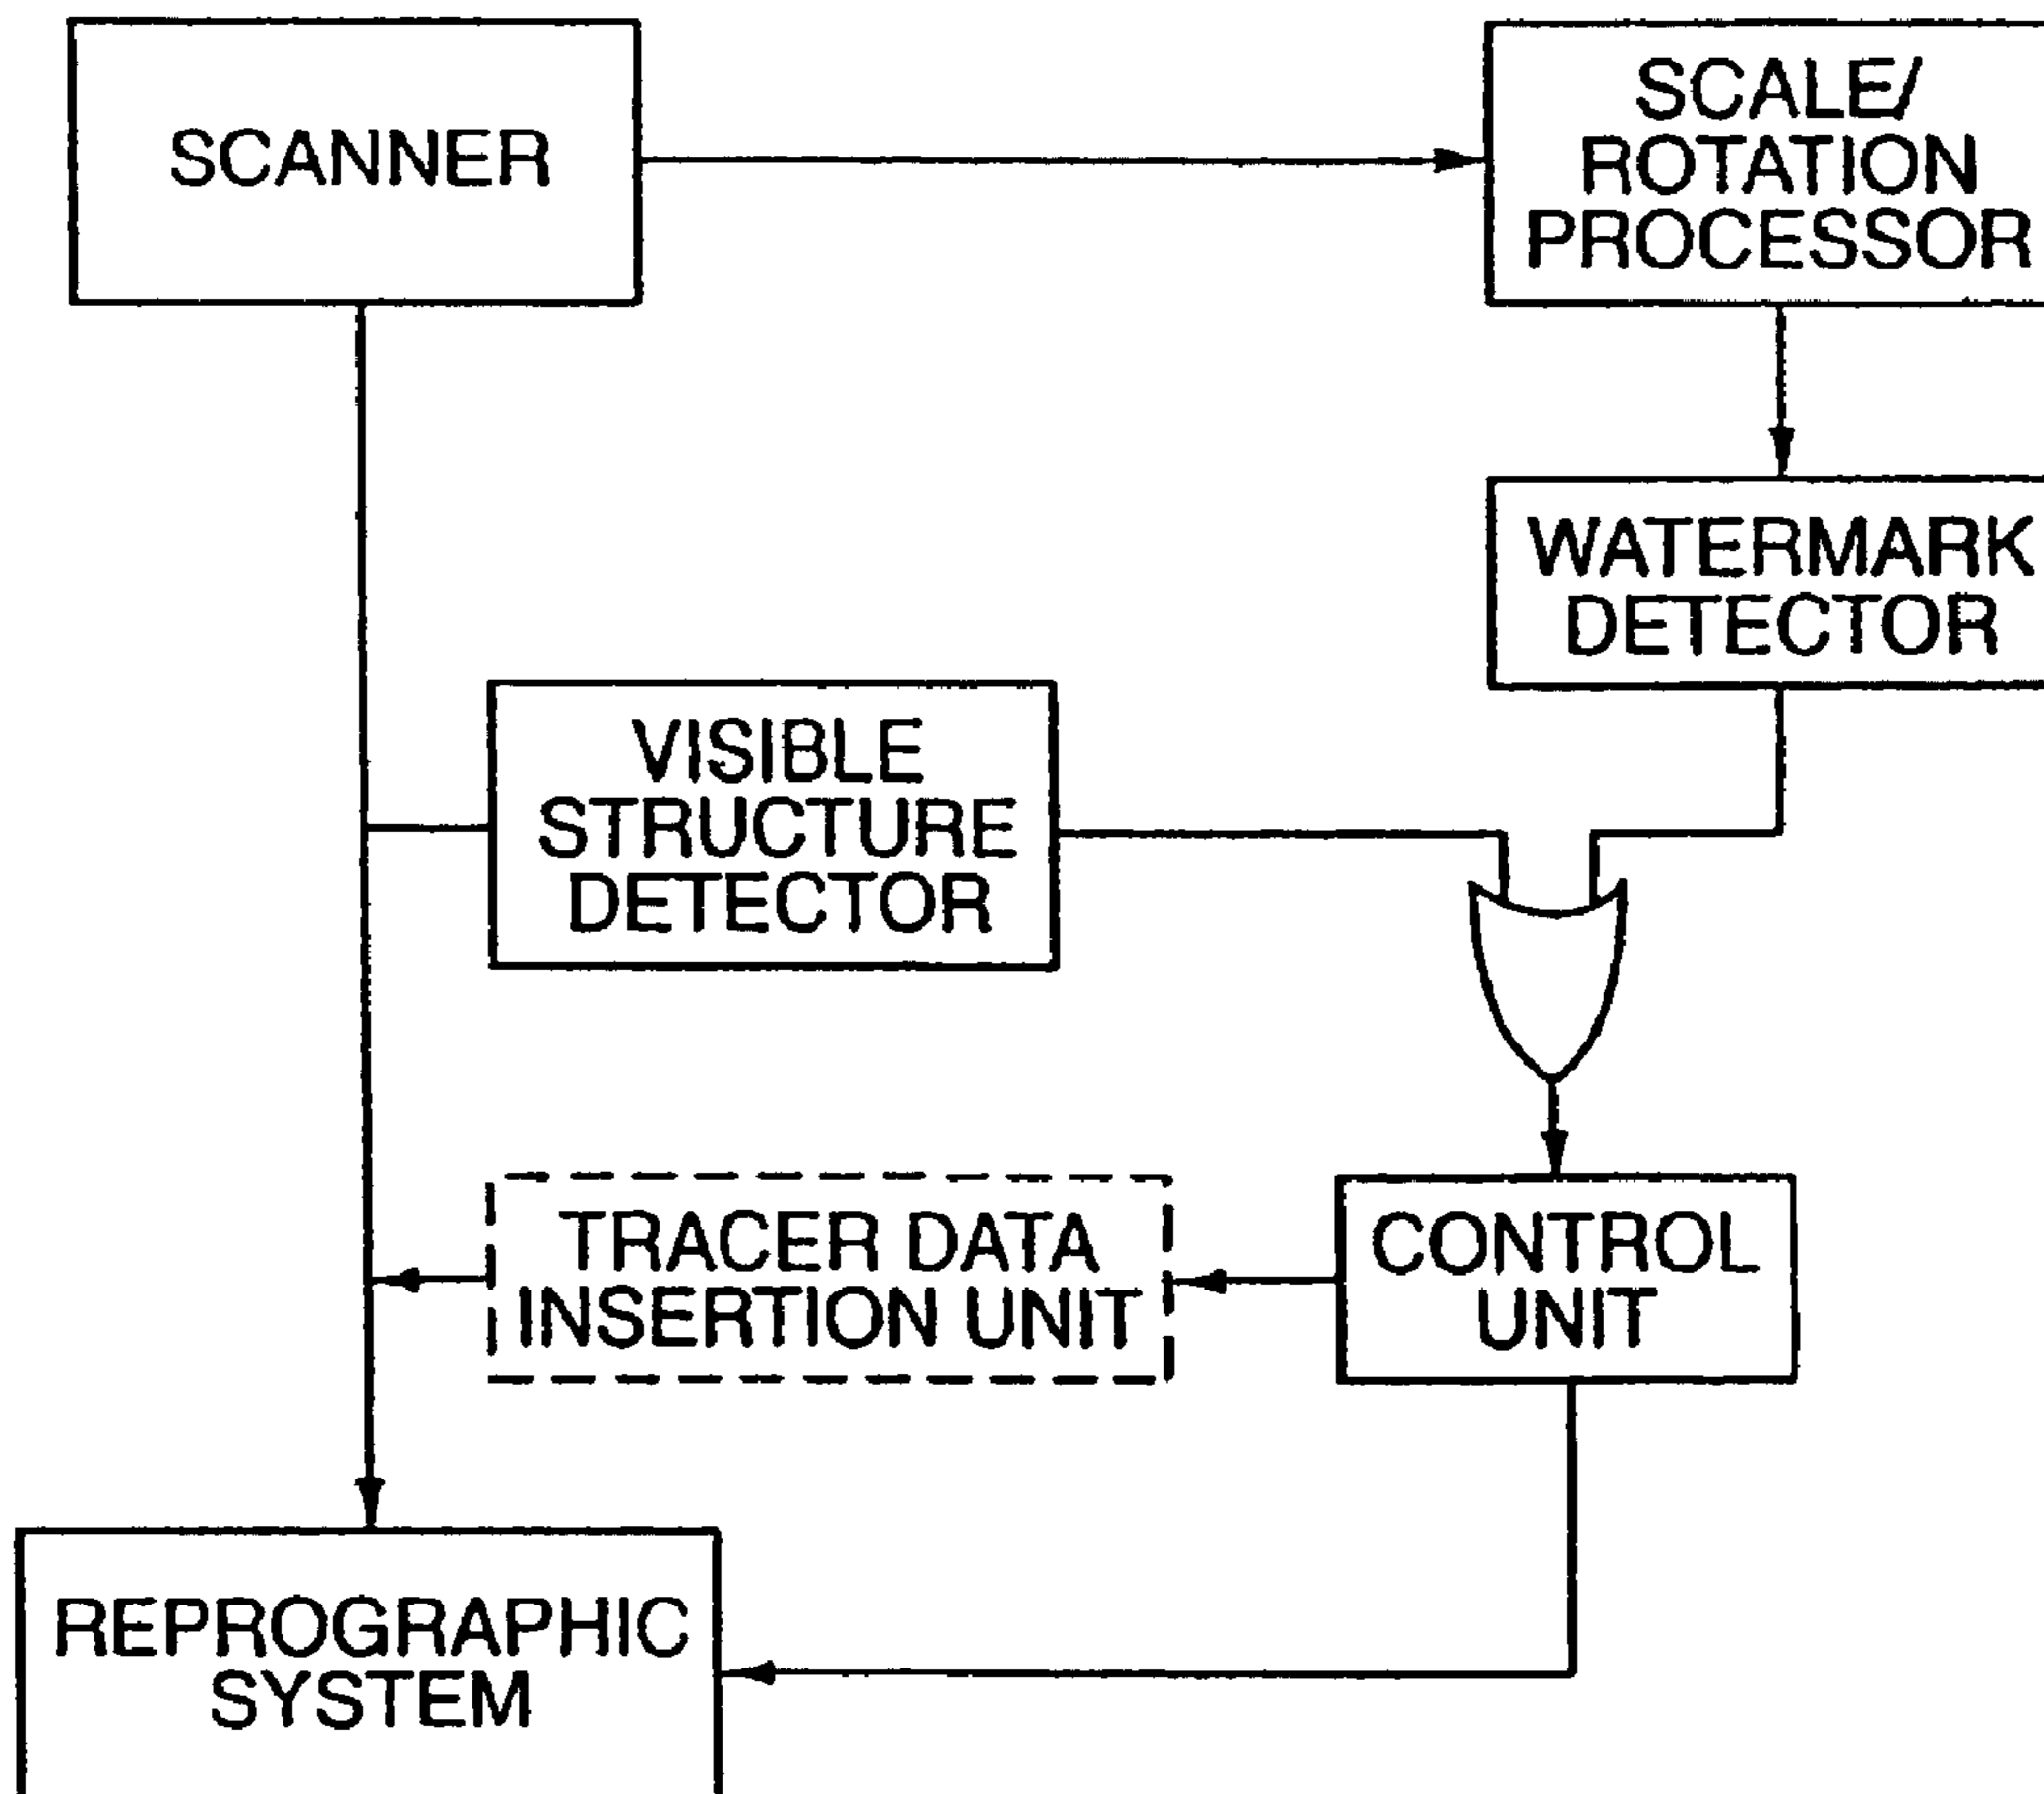 SCANNER
SCALE/
ROTATION
PROCESSOR
WATERMARK
DETECTOR
VISIBLE
STRUCTURE
DETECTOR
TRACER DATA
INSERTION UNIT
CONTROL
UNIT
REPROGRAPHIC
SYSTEM